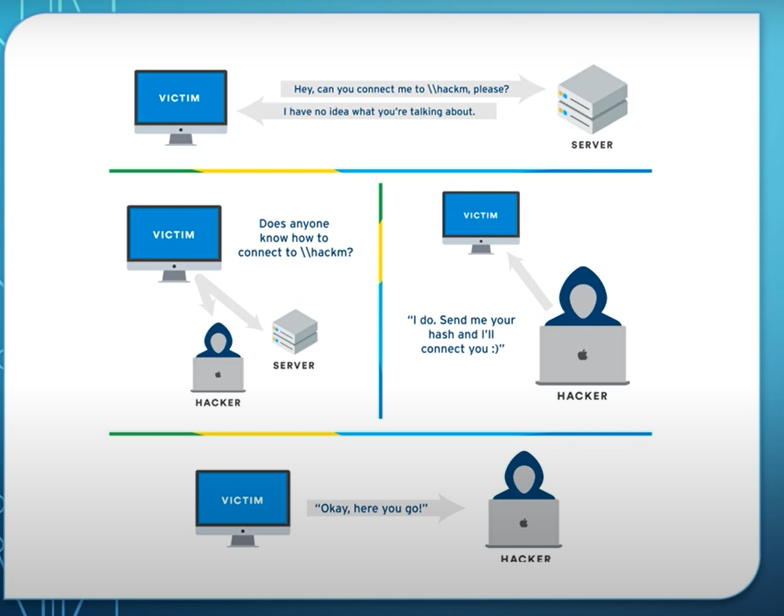 VICTIM
Hey, can you connect me to \\hackm, please?
I have no idea what you're talking about.
SERVER
VICTIM
Does anyone
know how to
connect to \\hackm?
SERVER
HACKER
VICTIM
“I do. Send me your
hash and I'll
connect you :)”
HACKER
VICTIM
“Okay, here you go!”
HACKER